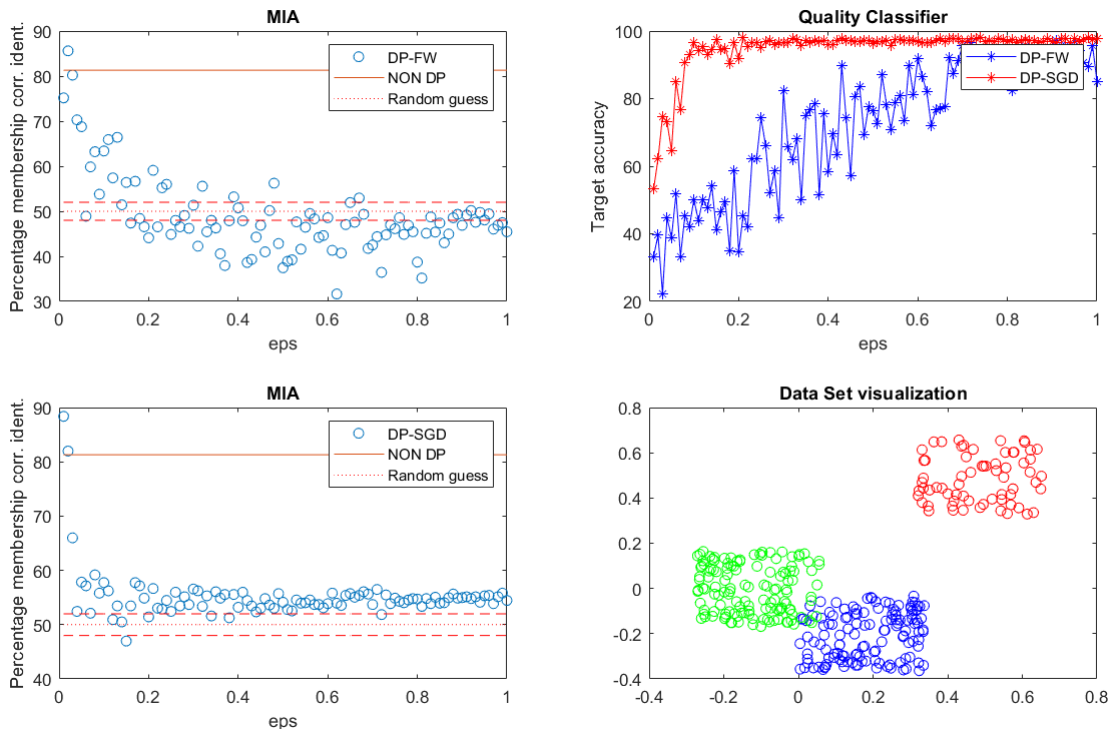 MIA
Percentage membership corr. ident.
90
80
70
60
50
40
30
DP-FW
NON DP
Random guess
0
0.2
0.4
0.6
0.8
1
eps
Quality Classifier
Target accuracy
100
80
60
40
20
DP-FW
DP-SGD
0
0.2
0.4
0.6
0.8
1
eps
MIA
Percentage membership corr. ident.
90
80
70
60
50
40
DP-SGD
NON DP
Random guess
0
0.2
0.4
0.6
0.8
1
eps
Data Set visualization
0.8
0.6
0.4
0.2
0
-0.2
-0.4
-0.4
-0.2
0
0.2
0.4
0.6
0.8